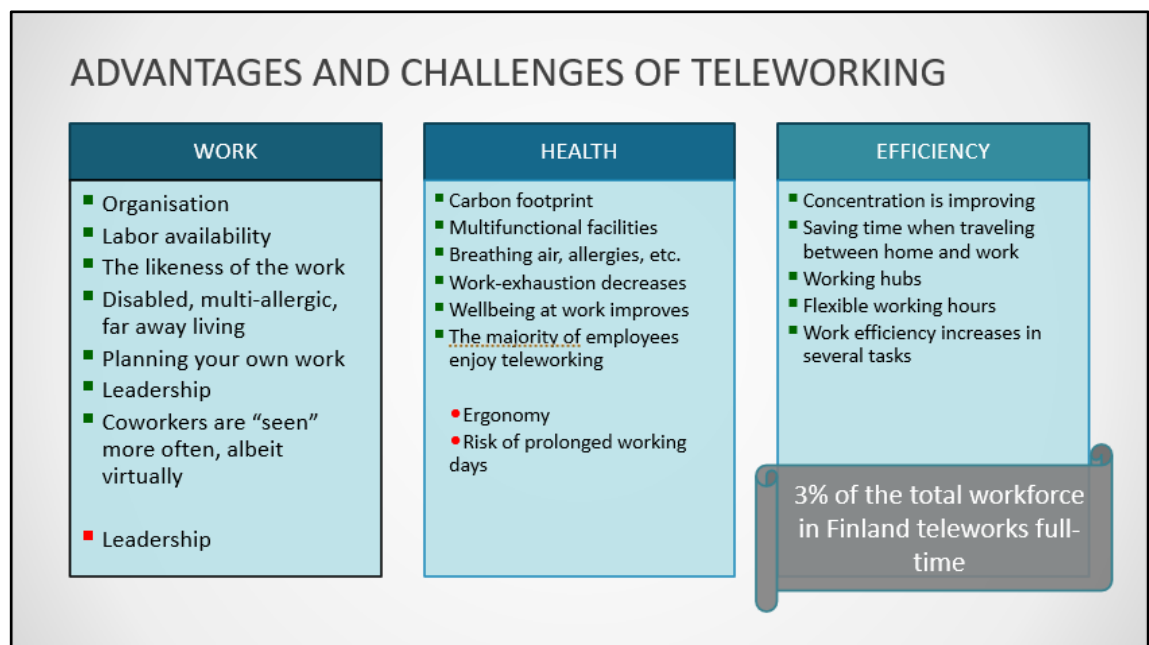 ADVANTAGES AND CHALLENGES OF TELEWORKING
WORK
Organisation
Labor availability
The likeness of the work
Disabled, multi-allergic,
far away living
Planning your own work
Leadership
Coworkers are “seen”
more often, albeit
virtually
Leadership
HEALTH
Carbon footprint
Multifunctional facilities
Breathing air, allergies, etc.
Work-exhaustion decreases
Wellbeing at work improves
The majority of employees
enjoy teleworking
Ergonomy
Risk of prolonged working
days
EFFICIENCY
Concentration is improving
Saving time when traveling
between home and work
Working hubs
Flexible working hours
Work efficiency increases in
several tasks
3% of the total workforce
in Finland teleworks full-
time